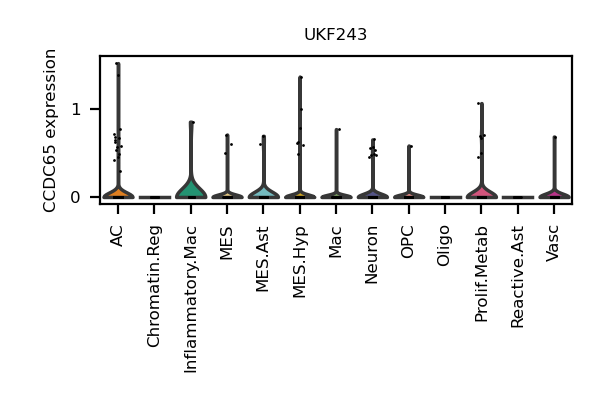 UKF243
CCDC65 expression
1
0
AC
Chromatin.Reg
Inflammatory.Mac
MES
MES.Ast
MES.Hyp
Mac
Neuron
OPC
Oligo
Prolif.Metab
Reactive.Ast
Vasc